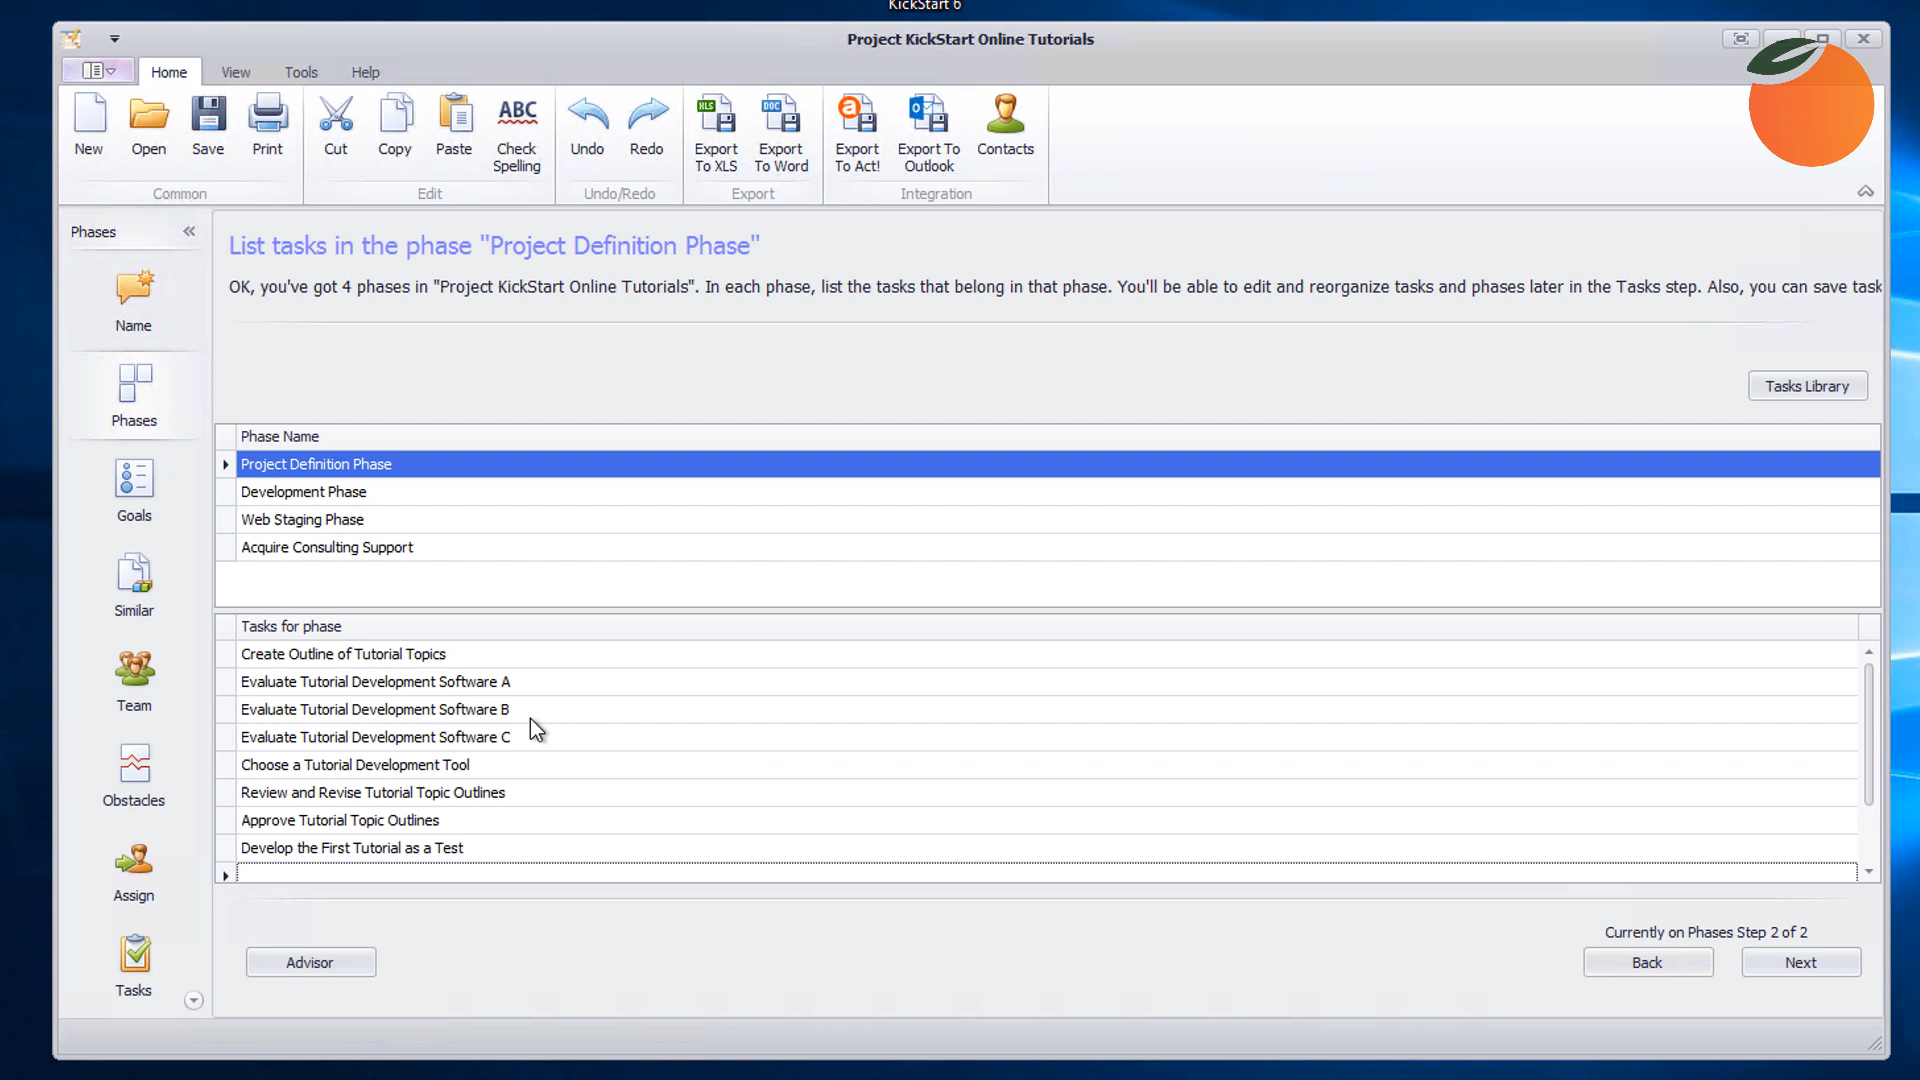 KickStart 6
Project KickStart Online Tutorials
Home View Tools Help
New Open Save Print Cut Copy Paste ABC Check Spelling Undo Redo XLS Export To XLS DOC Export To Word Export To Act! Export To Outlook Contacts
Common Edit Undo/Redo Export Integration
Phases
Name
Phases
Goals
Similar
Team
Obstacles
Assign
Tasks
List tasks in the phase "Project Definition Phase"
OK, you've got 4 phases in "Project KickStart Online Tutorials". In each phase, list the tasks that belong in that phase. You'll be able to edit and reorganize tasks and phases later in the Tasks step. Also, you can save task
Tasks Library
Phase Name
Project Definition Phase
Development Phase
Web Staging Phase
Acquire Consulting Support
Tasks for phase
Create Outline of Tutorial Topics
Evaluate Tutorial Development Software A
Evaluate Tutorial Development Software B
Evaluate Tutorial Development Software C
Choose a Tutorial Development Tool
Review and Revise Tutorial Topic Outlines
Approve Tutorial Topic Outlines
Develop the First Tutorial as a Test
Currently on Phases Step 2 of 2
Advisor Back Next